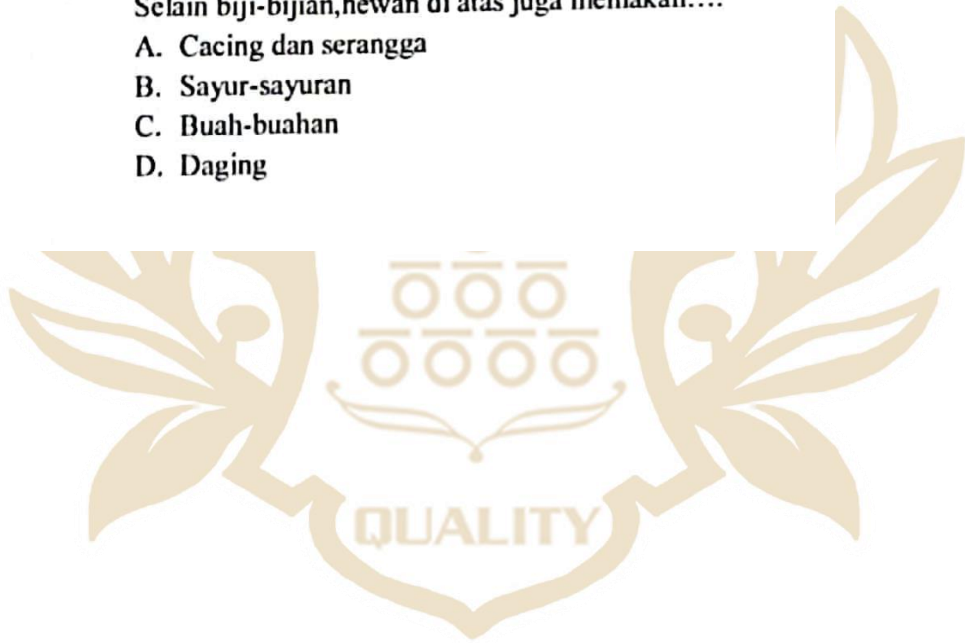 Selain biji-bijian,hewan di atas juga memakan....
A. Cacing dan serangga
B. Sayur-sayuran
C. Buah-buahan
D. Daging
QUALITY